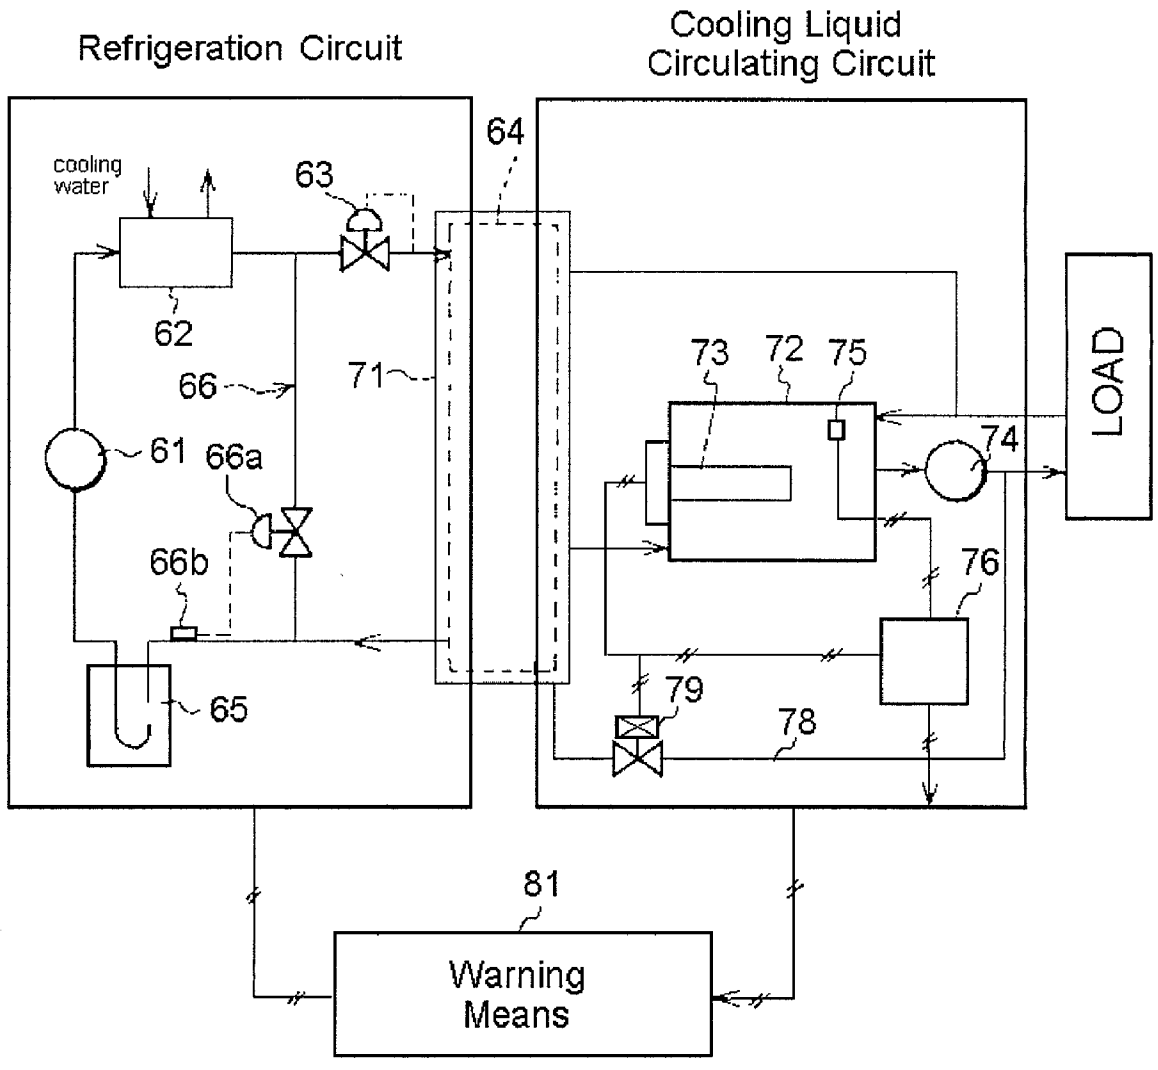 Refrigeration Circuit
Cooling Liquid
Circulating Circuit
64
cooling
water
63
62
71
73
72
75
LOAD
66
61
66a
74
66b
76
65
79
78
81
Warning
Means